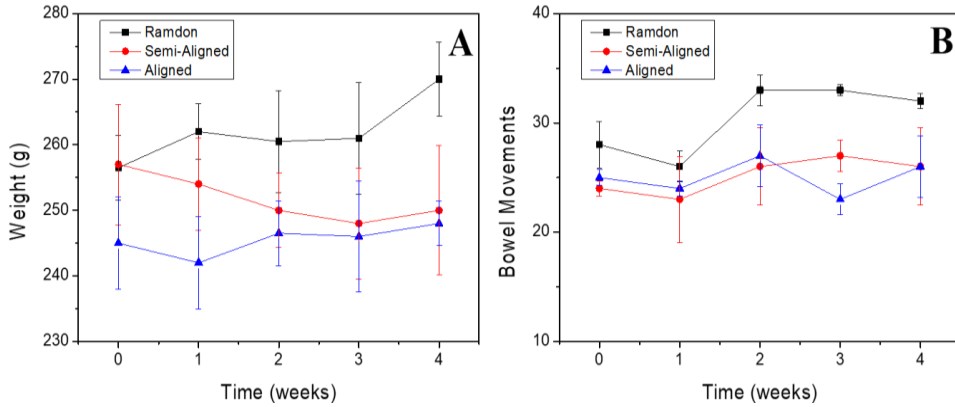 A
Ramdon
Semi-Aligned
Aligned
280
270
260
250
240
230
Weight (g)
0 1 2 3 4
Time (weeks)
B
Ramdon
Semi-Aligned
Aligned
40
30
20
10
Bowel Movements
0 1 2 3 4
Time (weeks)